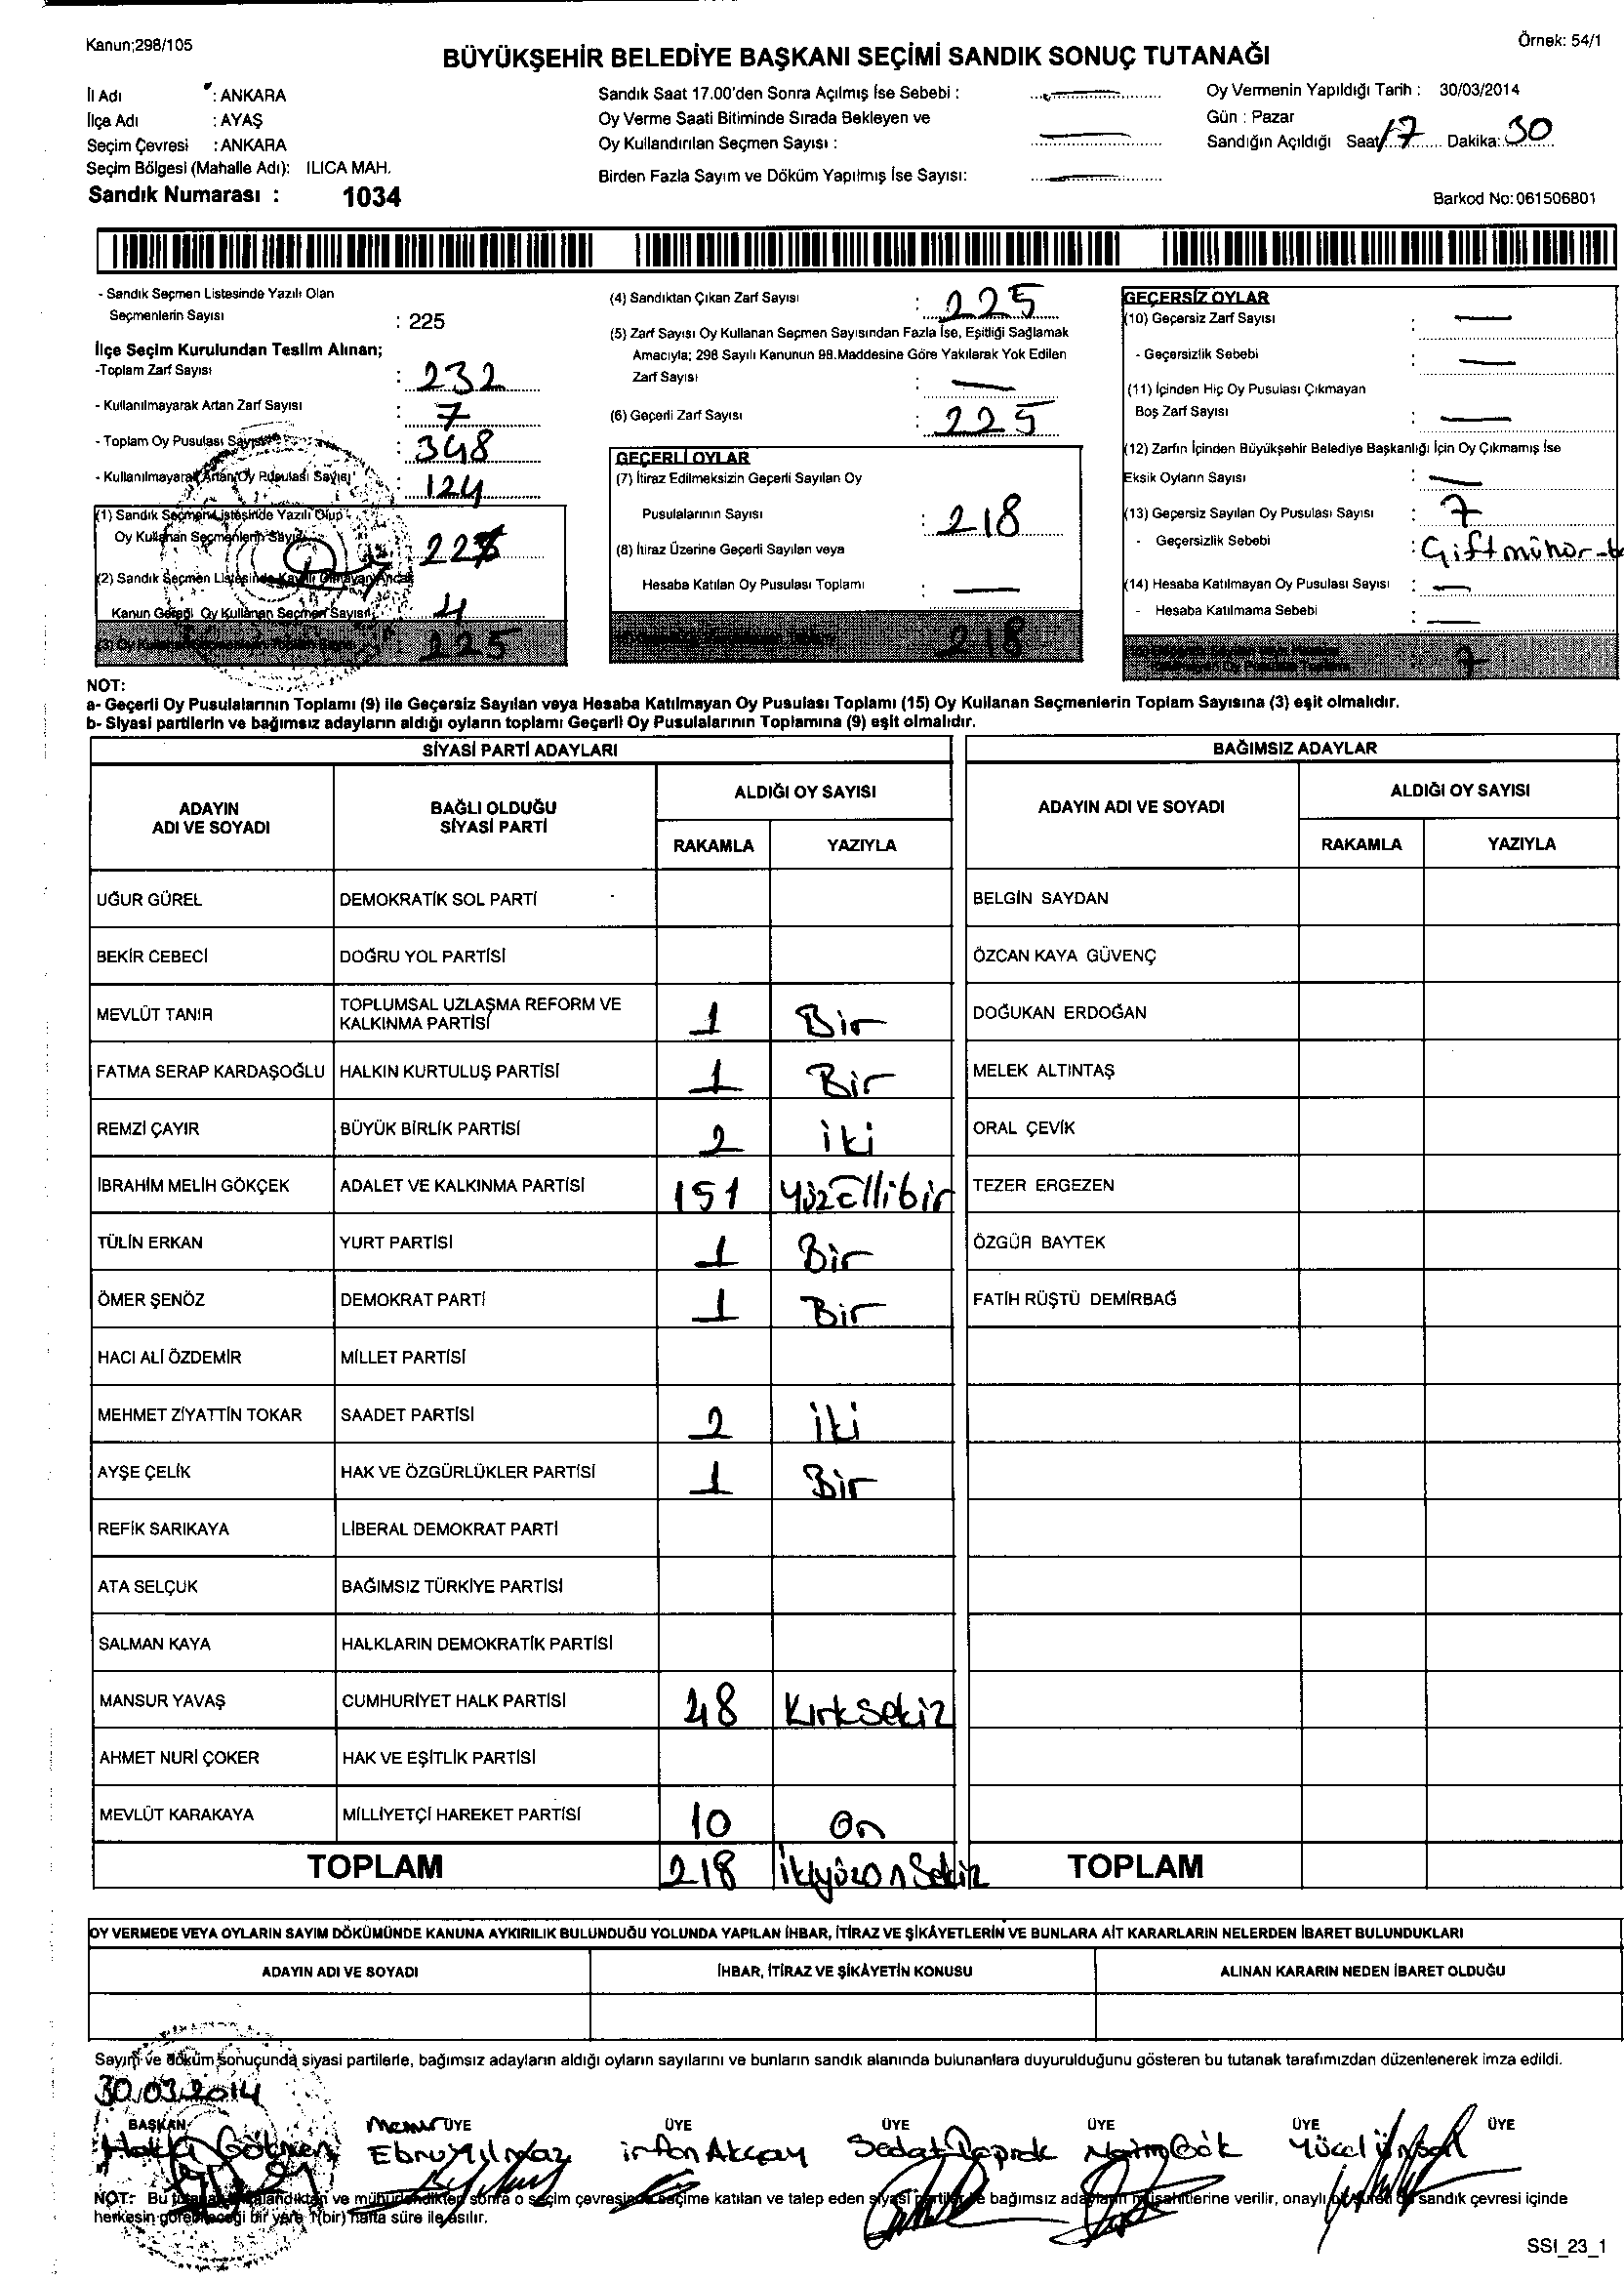 Kanun;298/105
Örnek: 54/1
BÜYÜKŞEHİR BELEDİYE BAŞKANI SEÇİMİ SANDIK SONUÇ TUTANAĞI
İl Adı : ANKARA
İlçe Adı : AYAŞ
Seçim Çevresi : ANKARA
Seçim Bölgesi (Mahalle Adı): ILICA MAH.
Sandık Numarası : 1034
Sandık Saat 17.00'den Sonra Açılmış İse Sebebi :
Oy Verme Saati Bitiminde Sırada Bekleyen ve
Oy Kullandırılan Seçmen Sayısı :
Birden Fazla Sayım ve Döküm Yapılmış İse Sayısı:
Oy Vermenin Yapıldığı Tarih : 30/03/2014
Gün : Pazar
Sandığın Açıldığı Saat 17 Dakika: 30
Barkod No:061506801
- Sandık Seçmen Listesinde Yazılı Olan
Seçmenlerin Sayısı : 225
İlçe Seçim Kurulundan Teslim Alınan;
-Toplam Zarf Sayısı : 232
- Kullanılmayarak Artan Zarf Sayısı : 7
- Toplam Oy Pusulası Sayısı : 348
- Kullanılmayarak Artan Oy Pusulası Sayısı : 124
(1) Sandık Seçmen Listesinde Yazılı Olup
Oy Kullanan Seçmenlerin Sayısı
(2) Sandık Seçmen Listesinde Kayıtlı Olmayan Ancak
Kanun Gereği Oy Kullanan Seçmen Sayısı 4
225
(4) Sandıktan Çıkan Zarf Sayısı : 225
(5) Zarf Sayısı Oy Kullanan Seçmen Sayısından Fazla İse, Eşitliği Sağlamak
Amacıyla; 298 Sayılı Kanunun 98.Maddesine Göre Yakılarak Yok Edilen
Zarf Sayısı : —
(6) Geçerli Zarf Sayısı : 225
GEÇERLİ OYLAR
(7) İtiraz Edilmeksizin Geçerli Sayılan Oy
Pusulalarının Sayısı : 218
(8) İtiraz Üzerine Geçerli Sayılan veya
Hesaba Katılan Oy Pusulası Toplamı : —
218
GEÇERSİZ OYLAR
(10) Geçersiz Zarf Sayısı : —
- Geçersizlik Sebebi : —
(11) İçinden Hiç Oy Pusulası Çıkmayan
Boş Zarf Sayısı : —
(12) Zarfın İçinden Büyükşehir Belediye Başkanlığı İçin Oy Çıkmamış İse
Eksik Oyların Sayısı : —
(13) Geçersiz Sayılan Oy Pusulası Sayısı : 7
- Geçersizlik Sebebi :
(14) Hesaba Katılmayan Oy Pusulası Sayısı : —
- Hesaba Katılmama Sebebi : —
7
NOT:
a- Geçerli Oy Pusulalarının Toplamı (9) ile Geçersiz Sayılan veya Hesaba Katılmayan Oy Pusulası Toplamı (15) Oy Kullanan Seçmenlerin Toplam Sayısına (3) eşit olmalıdır.
b- Siyasi partilerin ve bağımsız adayların aldığı oyların toplamı Geçerli Oy Pusulalarının Toplamına (9) eşit olmalıdır.
SİYASİ PARTİ ADAYLARI
ADAYIN ADI VE SOYADI
BAĞLI OLDUĞU SİYASİ PARTİ
ALDIĞI OY SAYISI
RAKAMLA YAZIYLA
UĞUR GÜREL DEMOKRATİK SOL PARTİ
BEKİR CEBECİ DOĞRU YOL PARTİSİ
MEVLÜT TANIR TOPLUMSAL UZLAŞMA REFORM VE KALKINMA PARTİSİ 1 Bir
FATMA SERAP KARDAŞOĞLU HALKIN KURTULUŞ PARTİSİ 1 Bir
REMZİ ÇAYIR BÜYÜK BİRLİK PARTİSİ 2 iki
İBRAHİM MELİH GÖKÇEK ADALET VE KALKINMA PARTİSİ 151 Yüzellibir
TÜLİN ERKAN YURT PARTİSİ 1 Bir
ÖMER ŞENÖZ DEMOKRAT PARTİ 1 Bir
HACI ALİ ÖZDEMİR MİLLET PARTİSİ
MEHMET ZİYATTİN TOKAR SAADET PARTİSİ 2 iki
AYŞE ÇELİK HAK VE ÖZGÜRLÜKLER PARTİSİ 1 Bir
REFİK SARIKAYA LİBERAL DEMOKRAT PARTİ
ATA SELÇUK BAĞIMSIZ TÜRKİYE PARTİSİ
SALMAN KAYA HALKLARIN DEMOKRATİK PARTİSİ
MANSUR YAVAŞ CUMHURİYET HALK PARTİSİ 48 Kırksekiz
AHMET NURİ ÇOKER HAK VE EŞİTLİK PARTİSİ
MEVLÜT KARAKAYA MİLLİYETÇİ HAREKET PARTİSİ 10 On
TOPLAM 218 ikiyüzonSekiz
BAĞIMSIZ ADAYLAR
ADAYIN ADI VE SOYADI
ALDIĞI OY SAYISI
RAKAMLA YAZIYLA
BELGİN SAYDAN
ÖZCAN KAYA GÜVENÇ
DOĞUKAN ERDOĞAN
MELEK ALTINTAŞ
ORAL ÇEVİK
TEZER ERGEZEN
ÖZGÜR BAYTEK
FATİH RÜŞTÜ DEMİRBAĞ
TOPLAM
OY VERMEDE VEYA OYLARIN SAYIM DÖKÜMÜNDE KANUNA AYKIRILIK BULUNDUĞU YOLUNDA YAPILAN İHBAR, İTİRAZ VE ŞİKÂYETLERİN VE BUNLARA AİT KARARLARIN NELERDEN İBARET BULUNDUKLARI
ADAYIN ADI VE SOYADI İHBAR, İTİRAZ VE ŞİKÂYETİN KONUSU ALINAN KARARIN NEDEN İBARET OLDUĞU
Sayım ve döküm sonuçunda siyasi partilerle, bağımsız adayların aldığı oyların sayılarını ve bunların sandık alanında bulunanlara duyurulduğunu gösteren bu tutanak tarafımızdan düzenlenerek imza edildi.
30.03.2014
BAŞKAN Memur ÜYE ÜYE ÜYE ÜYE ÜYE ÜYE
Hakkı Gökmen Ebru Yılmaz irfan Akçay Sedat Toprak Naim Gök Yücel Ünsal
NOT: Bu tutanak imzalandıktan ve mühürlendikten sonra o seçim çevresinde seçime katılan ve talep eden siyasi partiler ve bağımsız adayların müşahitlerine verilir, onaylı bir sureti de sandık çevresi içinde
herkesin görebileceği bir yere 1(bir) hafta süre ile asılır.
SSI_23_1